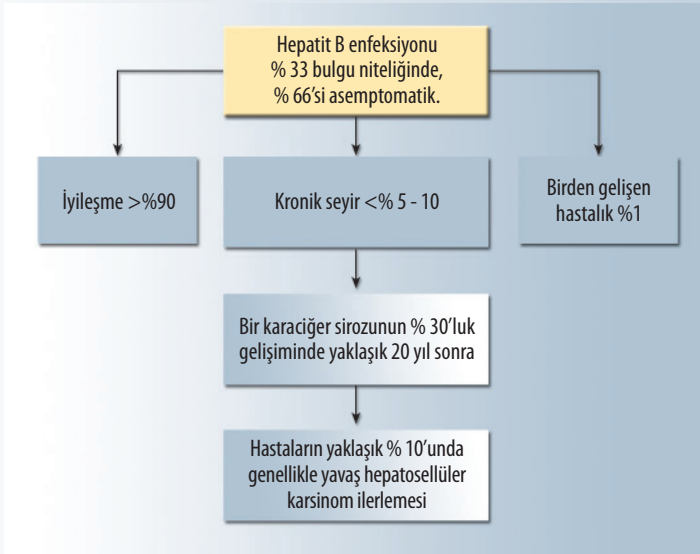 Hepatit B enfeksiyonu
% 33 bulgu niteliğinde,
% 66'si asemptomatik.
İyileşme >%90
Kronik seyir <% 5 - 10
Birden gelişen
hastalık %1
Bir karaciğer sirozunun % 30'luk
gelişiminde yaklaşık 20 yıl sonra
Hastaların yaklaşık % 10'unda
genellikle yavaş hepatosellüler
karsinom ilerlemesi